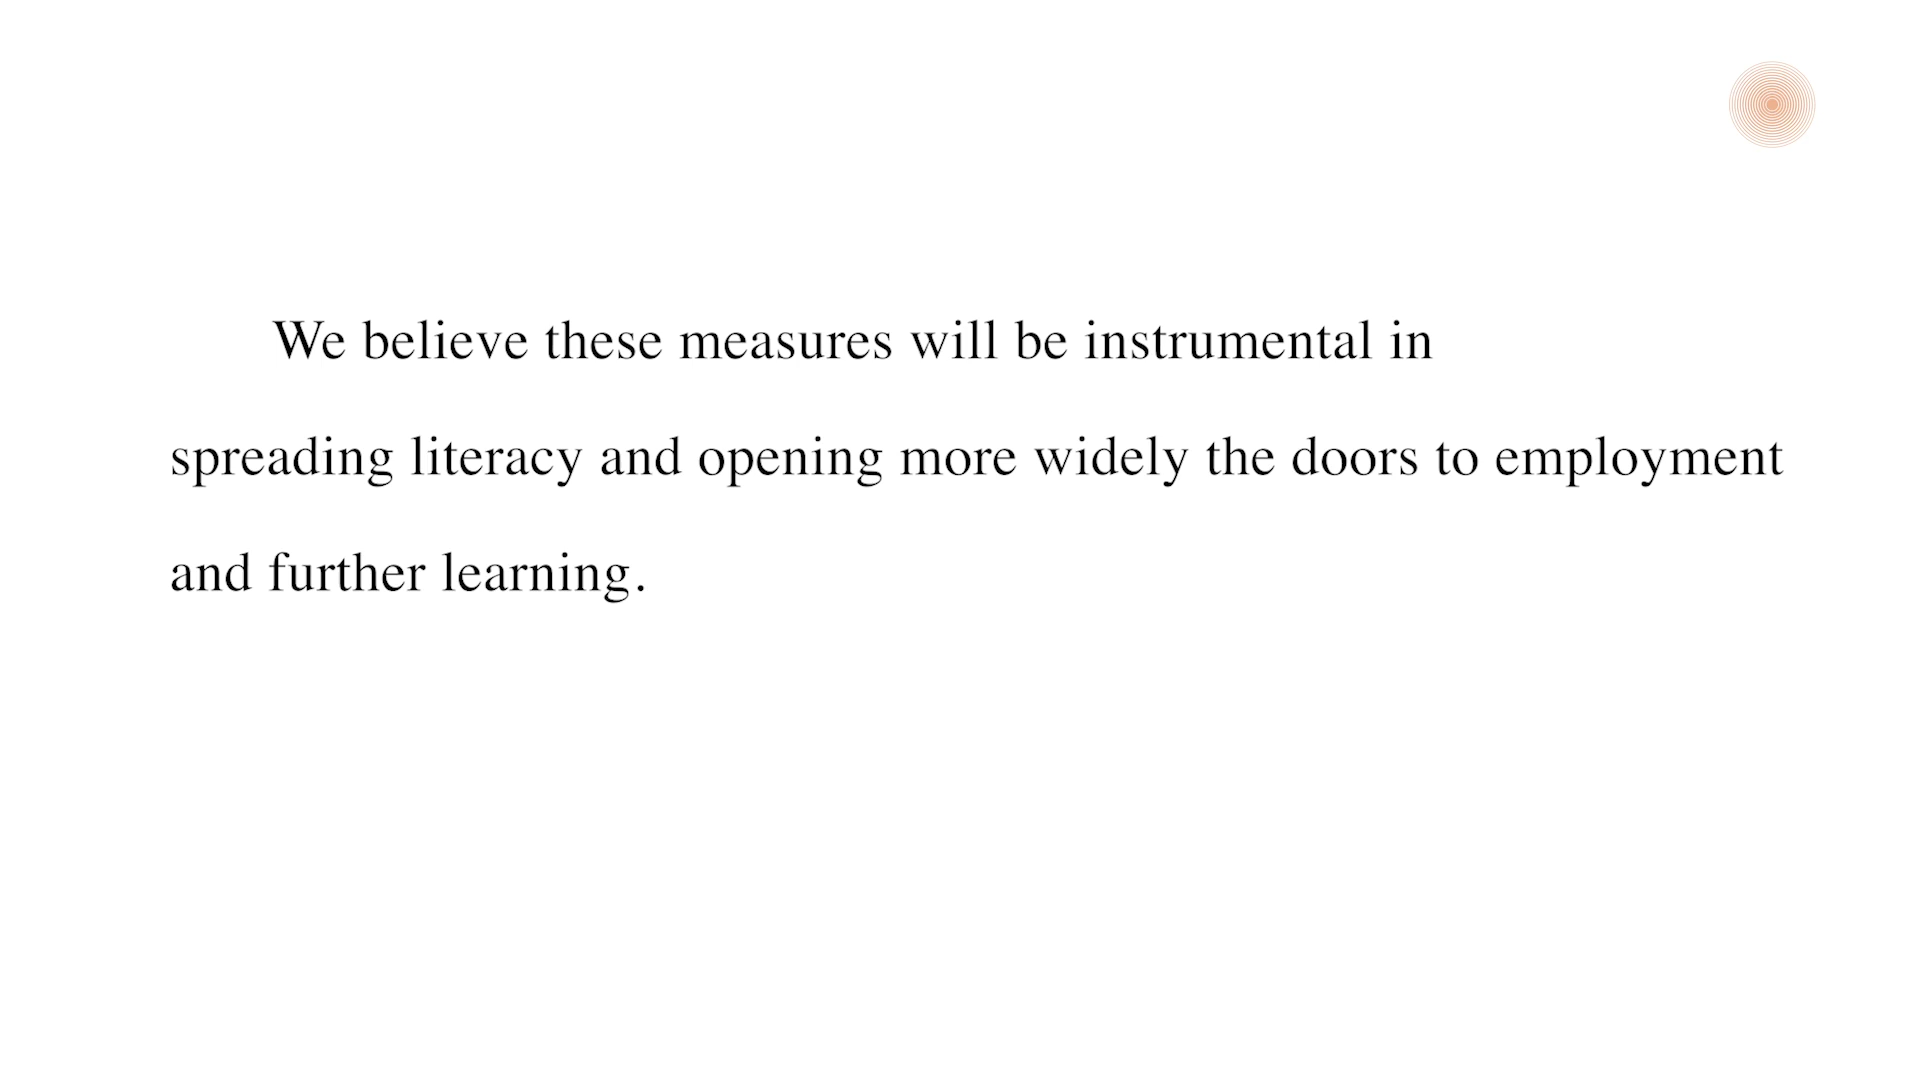 We believe these measures will be instrumental in
spreading literacy and opening more widely the doors to employment
and further learning.